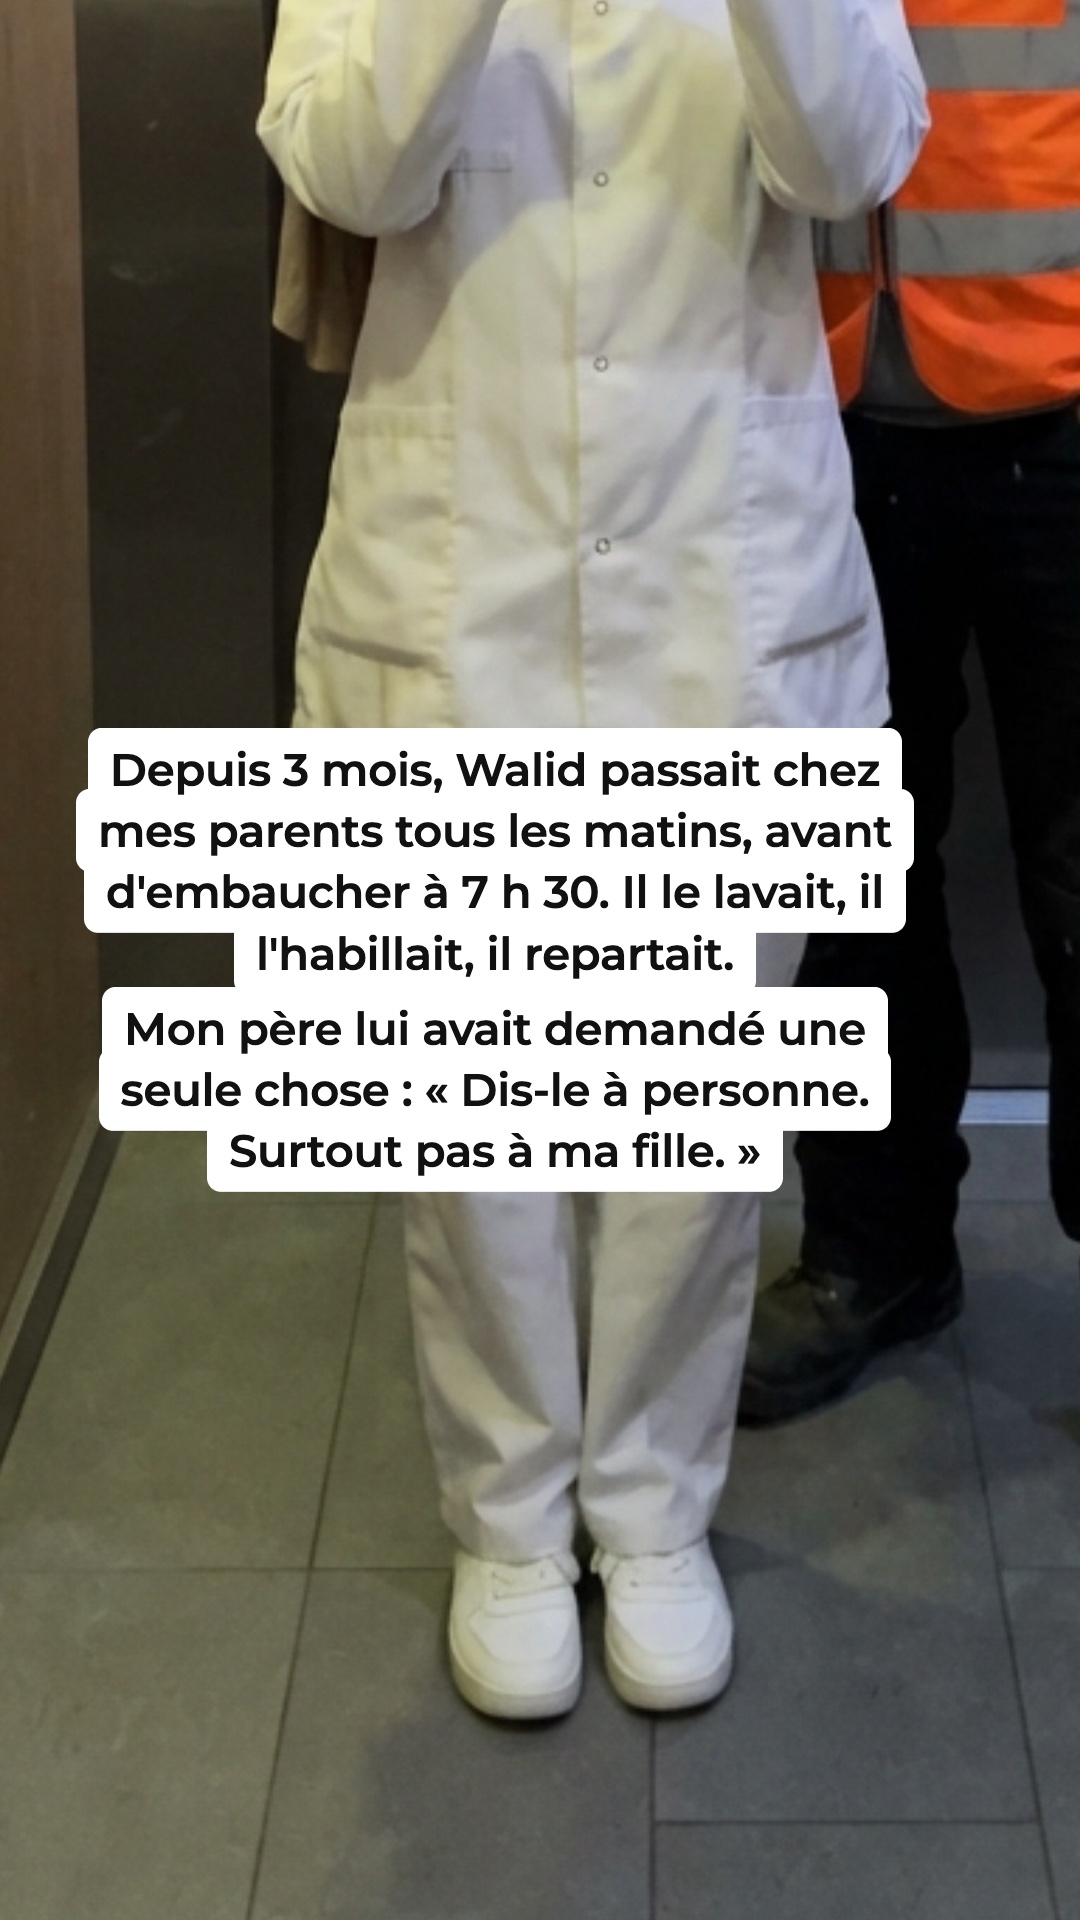 Depuis 3 mois, Walid passait chez
mes parents tous les matins, avant
d'embaucher à 7 h 30. Il le lavait, il
l'habillait, il repartait.
Mon père lui avait demandé une
seule chose : « Dis-le à personne.
Surtout pas à ma fille. »